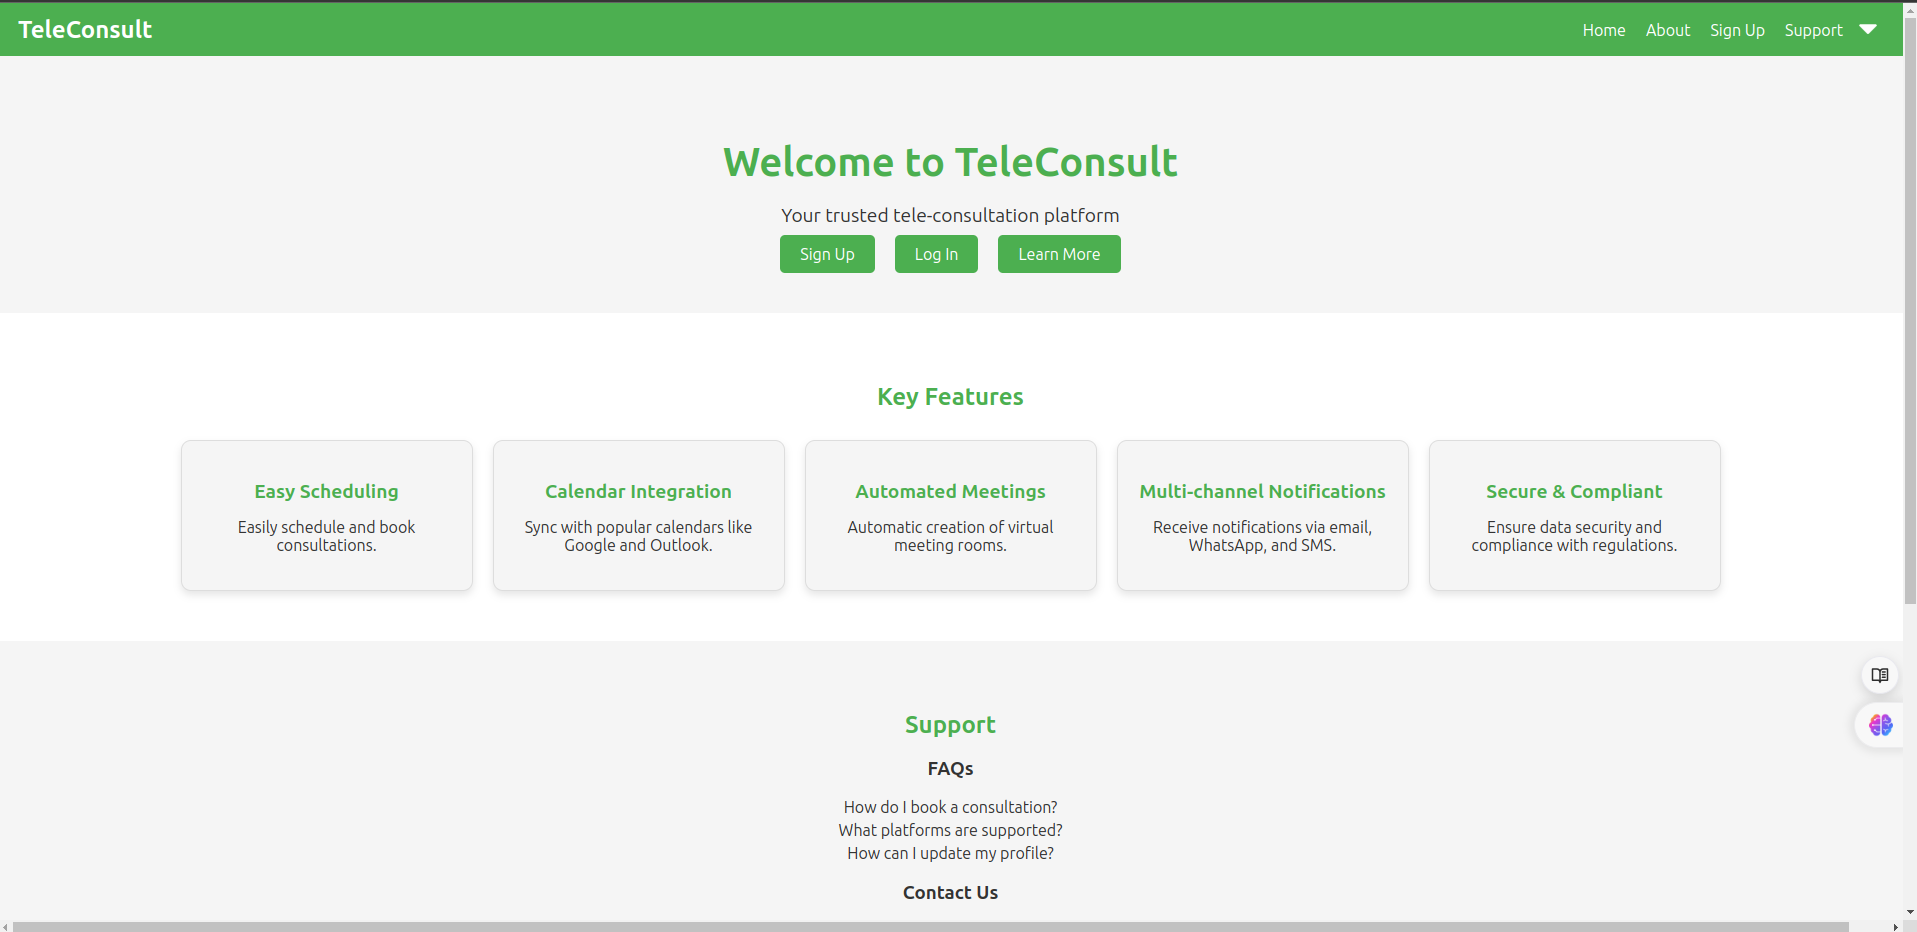 TeleConsult
Home About Sign Up Support
Welcome to TeleConsult
Your trusted tele-consultation platform
Sign Up Log In Learn More
Key Features
Easy Scheduling
Easily schedule and book
consultations.
Calendar Integration
Sync with popular calendars like
Google and Outlook.
Automated Meetings
Automatic creation of virtual
meeting rooms.
Multi-channel Notifications
Receive notifications via email,
WhatsApp, and SMS.
Secure & Compliant
Ensure data security and
compliance with regulations.
Support
FAQs
How do I book a consultation?
What platforms are supported?
How can I update my profile?
Contact Us